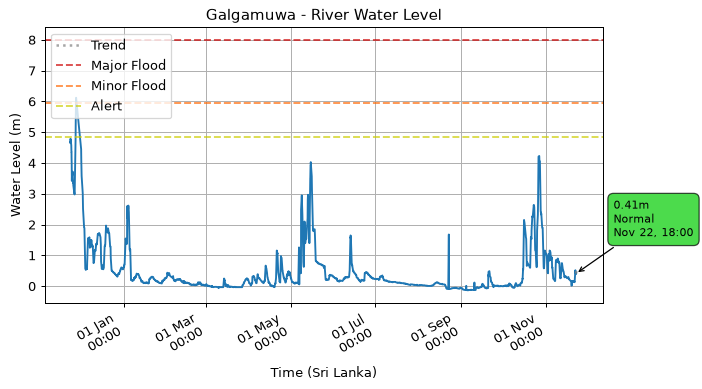 Galgamuwa - River Water Level
Water Level (m)
8
7
6
5
4
3
2
1
0
Trend
Major Flood
Minor Flood
Alert
0.41m
Normal
Nov 22, 18:00
01 Jan
00:00
01 Mar
00:00
01 May
00:00
01 Jul
00:00
01 Sep
00:00
01 Nov
00:00
Time (Sri Lanka)